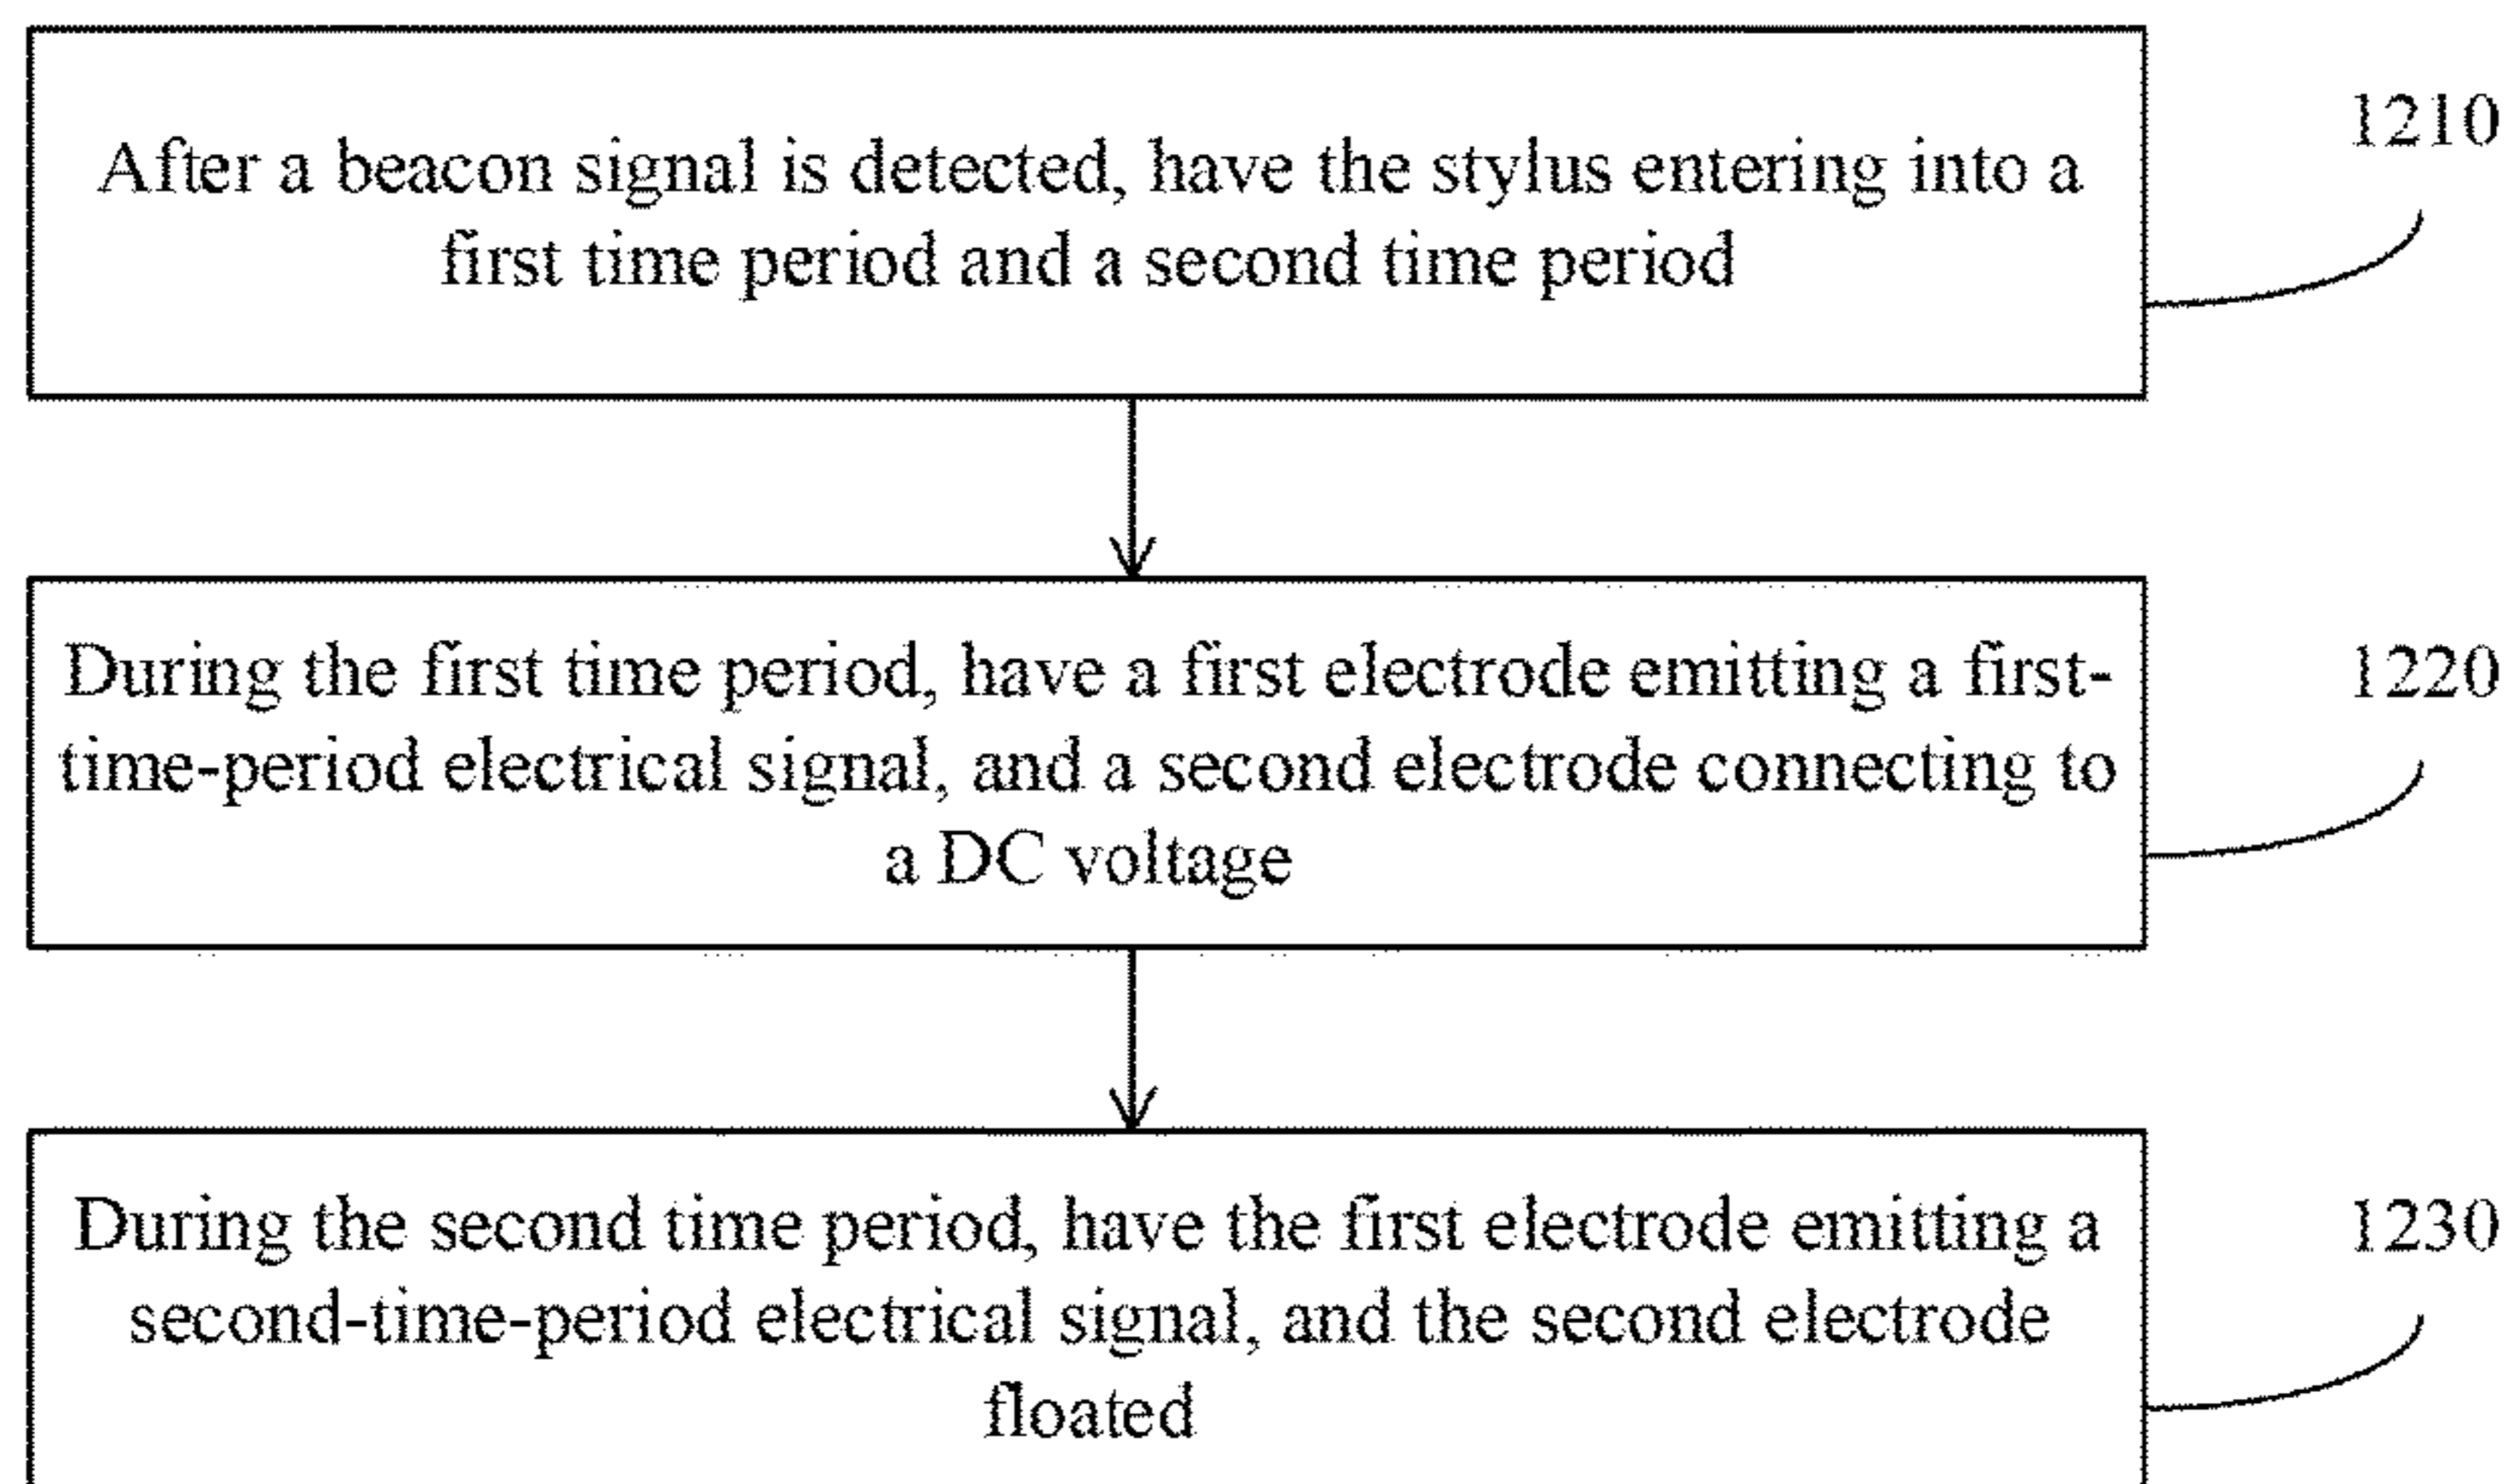 After a beacon signal is detected, have the stylus entering into a
first time period and a second time period
1210
During the first time period, have a first electrode emitting a first-
time-period electrical signal, and a second electrode connecting to
a DC voltage
1220
During the second time period, have the first electrode emitting a
second-time-period electrical signal, and the second electrode
floated
1230